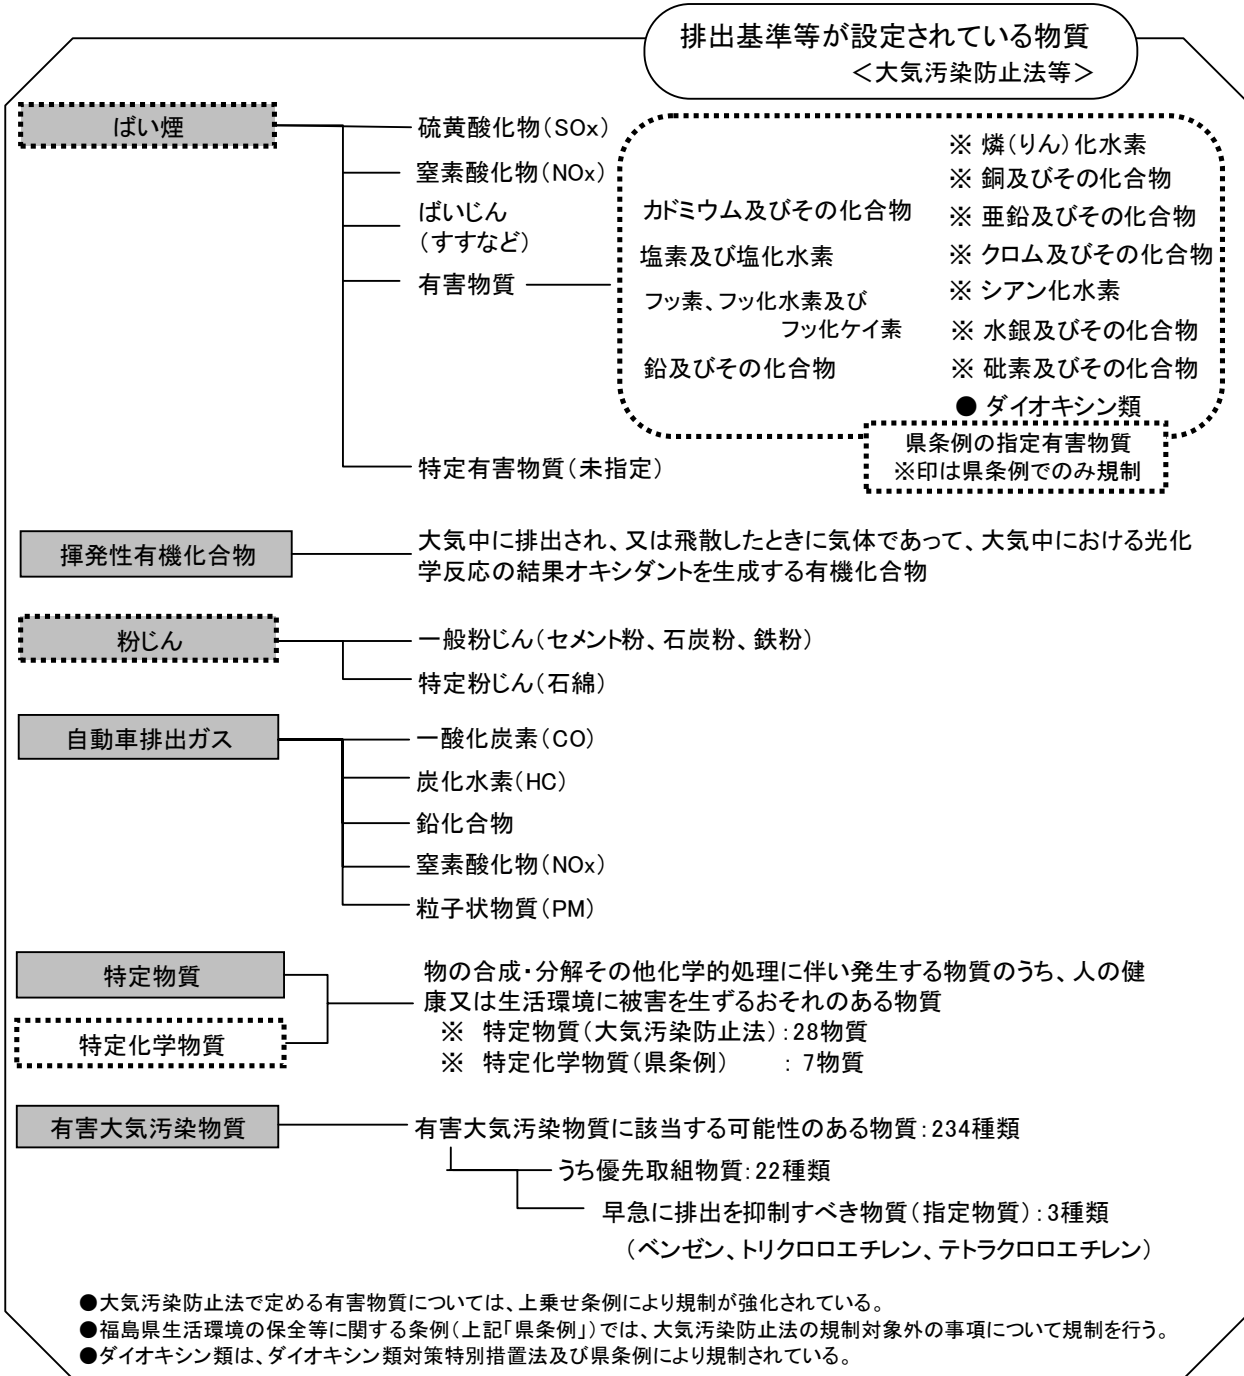 排出基準等が設定されている物質
＜大気汚染防止法等＞
ばい煙
硫黄酸化物(SOx)
窒素酸化物(NOx)
ばいじん
(すすなど)
有害物質
カドミウム及びその化合物
塩素及び塩化水素
フッ素、フッ化水素及び
フッ化ケイ素
鉛及びその化合物
※ 燐(りん)化水素
※ 銅及びその化合物
※ 亜鉛及びその化合物
※ クロム及びその化合物
※ シアン化水素
※ 水銀及びその化合物
※ 砒素及びその化合物
● ダイオキシン類
県条例の指定有害物質
※印は県条例でのみ規制
特定有害物質(未指定)
揮発性有機化合物
大気中に排出され、又は飛散したときに気体であって、大気中における光化
学反応の結果オキシダントを生成する有機化合物
粉じん
一般粉じん(セメント粉、石炭粉、鉄粉)
特定粉じん(石綿)
自動車排出ガス
一酸化炭素(CO)
炭化水素(HC)
鉛化合物
窒素酸化物(NOx)
粒子状物質(PM)
特定物質
特定化学物質
物の合成・分解その他化学的処理に伴い発生する物質のうち、人の健
康又は生活環境に被害を生ずるおそれのある物質
※ 特定物質(大気汚染防止法):28物質
※ 特定化学物質(県条例) : 7物質
有害大気汚染物質
有害大気汚染物質に該当する可能性のある物質:234種類
うち優先取組物質:22種類
早急に排出を抑制すべき物質(指定物質):3種類
(ベンゼン、トリクロロエチレン、テトラクロロエチレン)
●大気汚染防止法で定める有害物質については、上乗せ条例により規制が強化されている。
●福島県生活環境の保全等に関する条例(上記「県条例」)では、大気汚染防止法の規制対象外の事項について規制を行う。
●ダイオキシン類は、ダイオキシン類対策特別措置法及び県条例により規制されている。